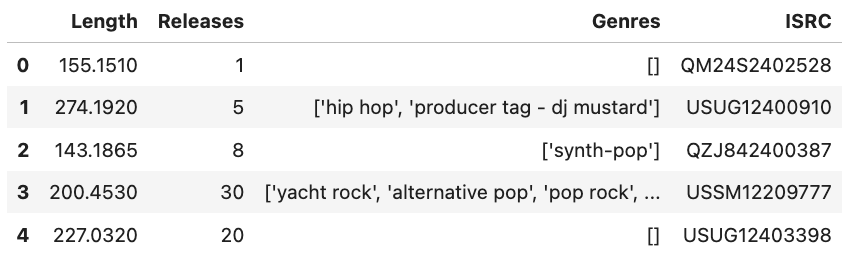 Length Releases Genres ISRC
0 155.1510 1 [] QM24S2402528
1 274.1920 5 ['hip hop', 'producer tag - dj mustard'] USUG12400910
2 143.1865 8 ['synth-pop'] QZJ842400387
3 200.4530 30 ['yacht rock', 'alternative pop', 'pop rock', ... USSM12209777
4 227.0320 20 [] USUG12403398